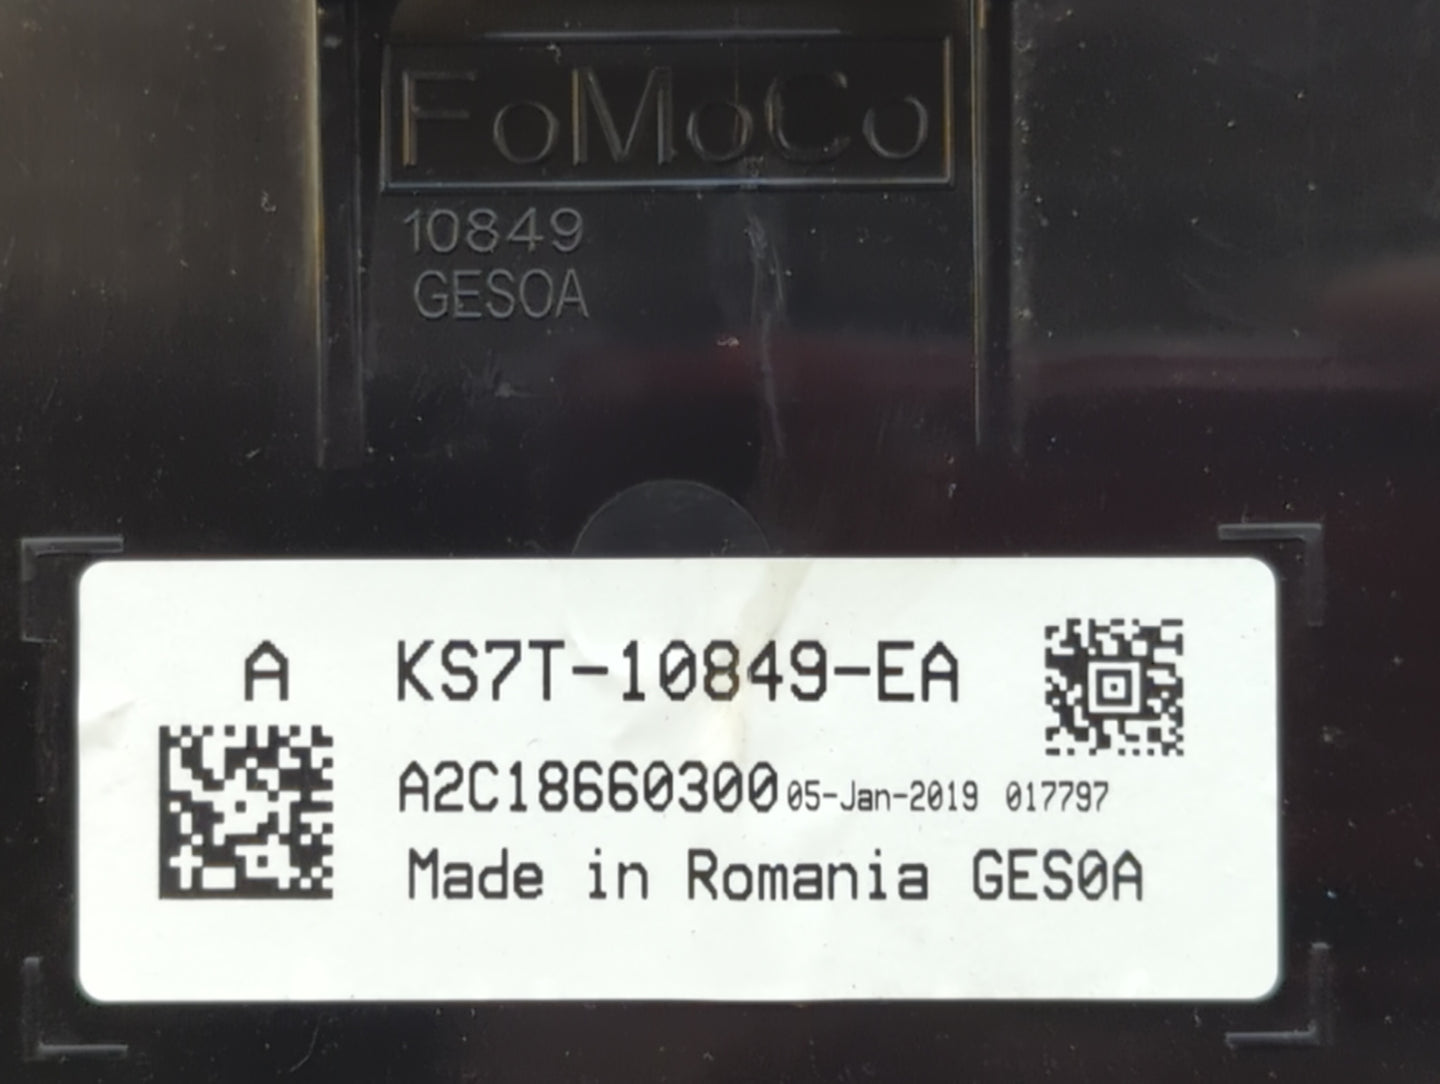 FoMoCo
10849
GES0A
A KS7T-10849-EA
A2C18660300 05-Jan-2019 017797
Made in Romania GES0A